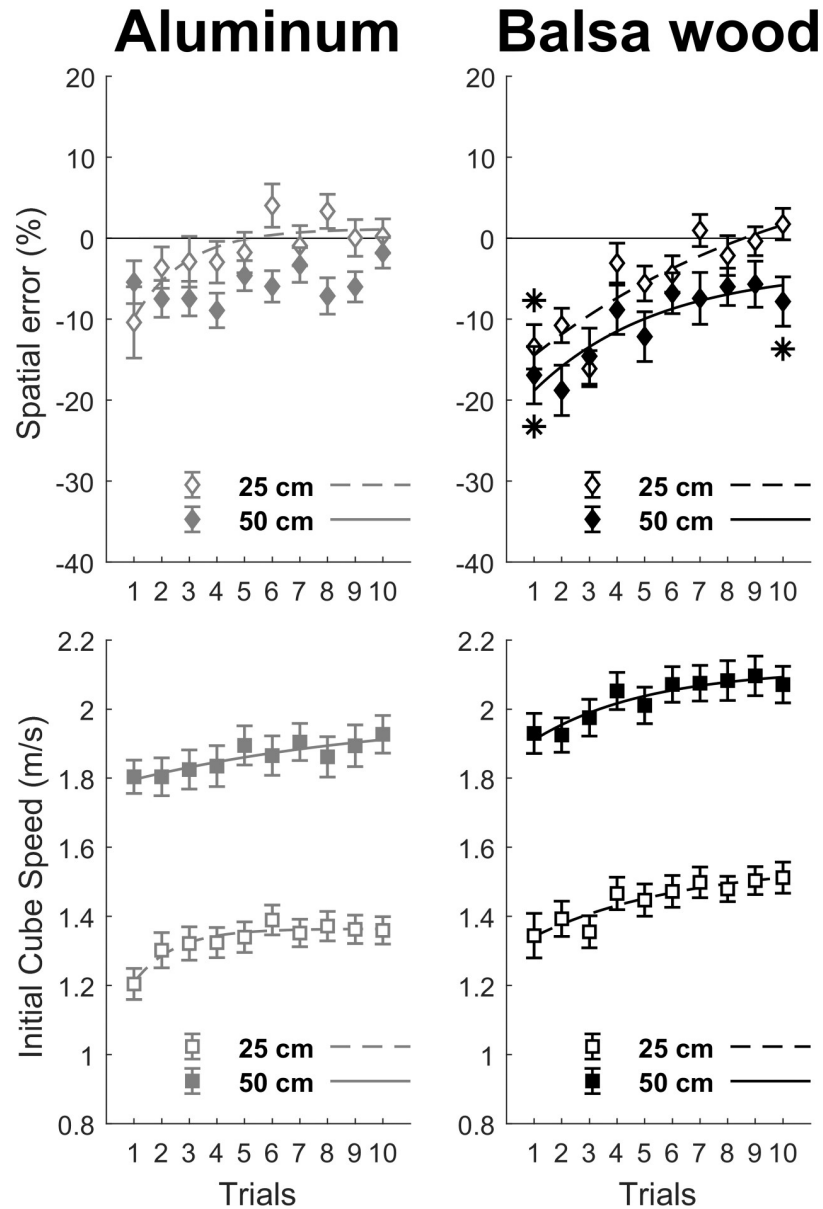 Aluminum
Balsa wood
Spatial error (%)
20
10
0
-10
-20
-30
-40
25 cm
50 cm
1 2 3 4 5 6 7 8 9 10
20
10
0
-10
-20
-30
-40
25 cm
50 cm
1 2 3 4 5 6 7 8 9 10
Initial Cube Speed (m/s)
2.2
2
1.8
1.6
1.4
1.2
1
0.8
25 cm
50 cm
1 2 3 4 5 6 7 8 9 10
Trials
2.2
2
1.8
1.6
1.4
1.2
1
0.8
25 cm
50 cm
1 2 3 4 5 6 7 8 9 10
Trials